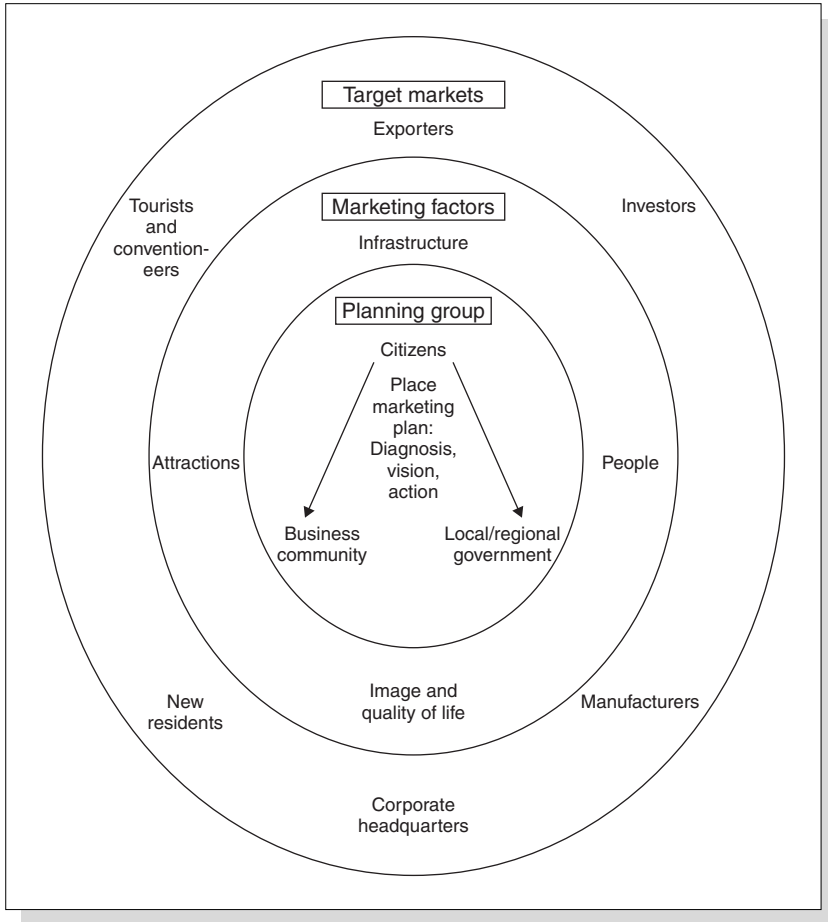 Target markets
Exporters
Tourists
and
convention-
eers
Investors
Marketing factors
Infrastructure
Planning group
Citizens
Place
marketing
plan:
Diagnosis,
vision,
action
Attractions
People
Business
community
Local/regional
government
Image and
quality of life
New
residents
Manufacturers
Corporate
headquarters